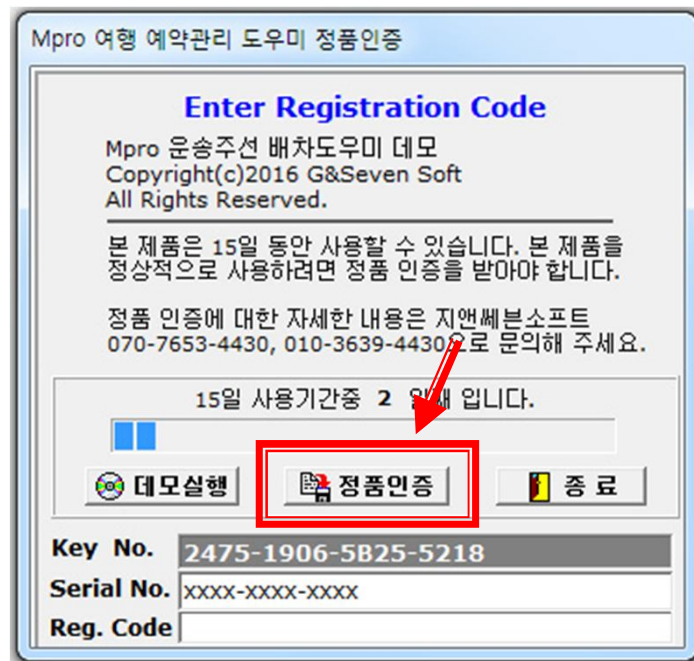 Mpro 여행 예약관리 도우미 정품인증
Enter Registration Code
Mpro 운송주선 배차도우미 데모
Copyright(c)2016 G&Seven Soft
All Rights Reserved.
본 제품은 15일 동안 사용할 수 있습니다. 본 제품을
정상적으로 사용하려면 정품 인증을 받아야 합니다.
정품 인증에 대한 자세한 내용은 지앤쎄븐소프트
070-7653-4430, 010-3639-4430으로 문의해 주세요.
15일 사용기간중 2 일째 입니다.
데모실행 정품인증 종 료
Key No. 2475-1906-5B25-5218
Serial No. xxxx-xxxx-xxxx
Reg. Code